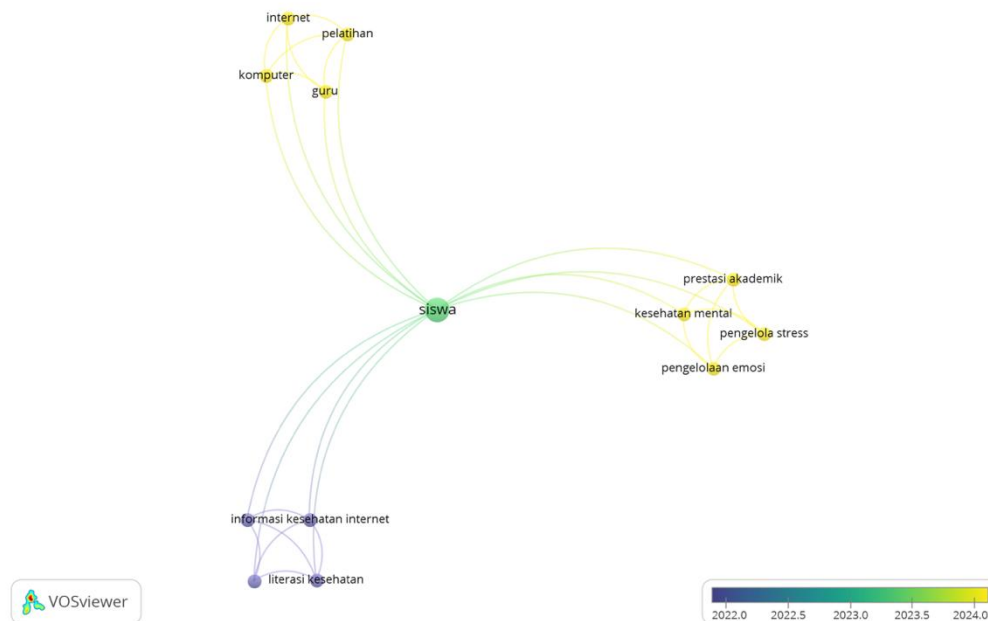 internet
pelatihan
komputer
guru
siswa
prestasi akademik
kesehatan mental
pengelola stress
pengelolaan emosi
informasi kesehatan internet
literasi kesehatan
VOSviewer
2022.0 2022.5 2023.0 2023.5 2024.0